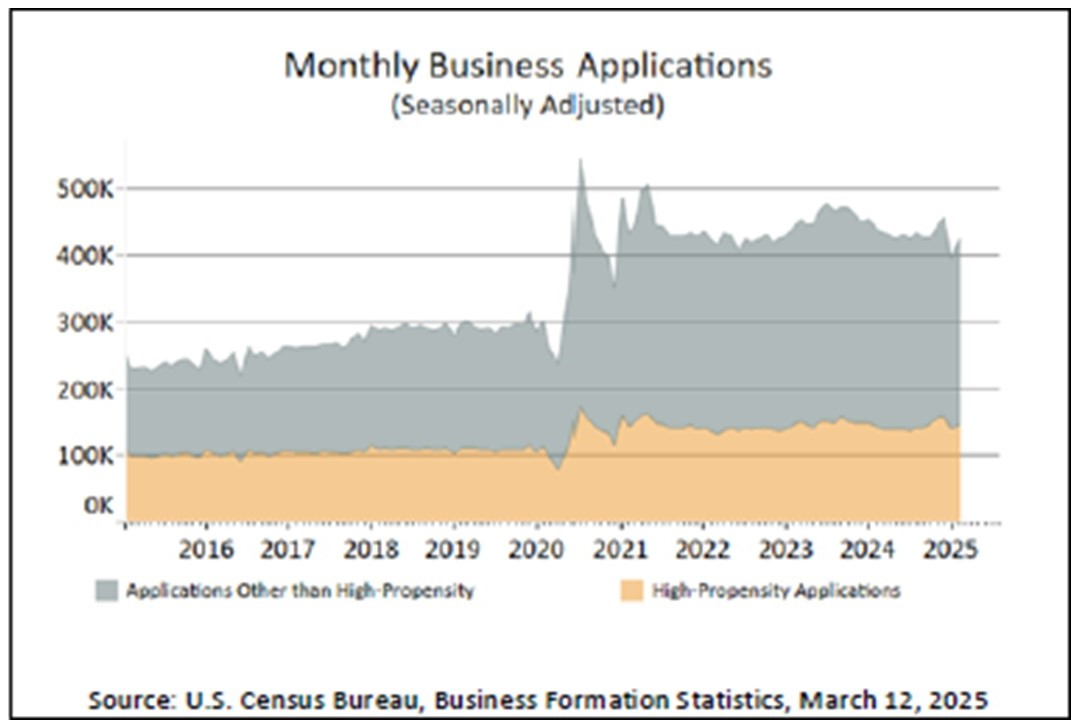 Monthly Business Applications
(Seasonally Adjusted)
500K
400K
300K
200K
100K
0K
2016 2017 2018 2019 2020 2021 2022 2023 2024 2025
Applications Other than High-Propensity High-Propensity Applications
Source: U.S. Census Bureau, Business Formation Statistics, March 12, 2025